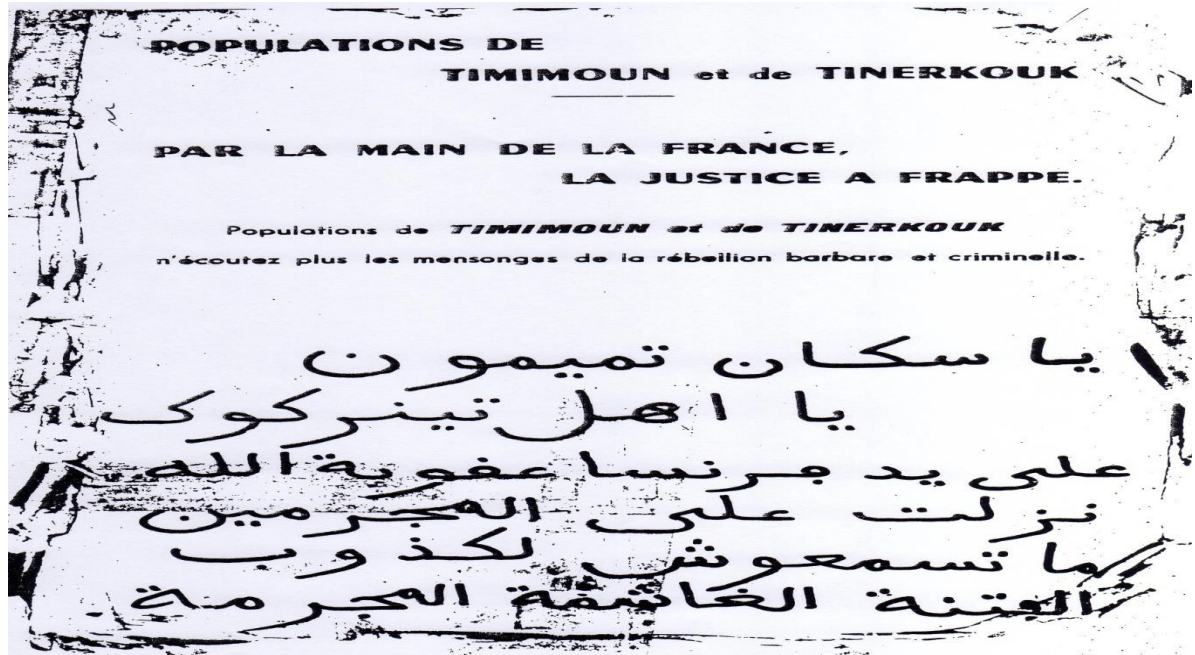 POPULATIONS DE
TIMIMOUN et de TINERKOUK
PAR LA MAIN DE LA FRANCE,
LA JUSTICE A FRAPPE.
Populations de TIMIMOUN et de TINERKOUK
n'écoutez plus les mensonges de la rébellion barbare et criminelle.
يا سكان تميمون
يا اهل تينركوك
على يد فرنسا عقوبة الله
نزلت على المجرمين
ما تسمعوش لكذوب
الفتنة الغاشمة المجرمة .